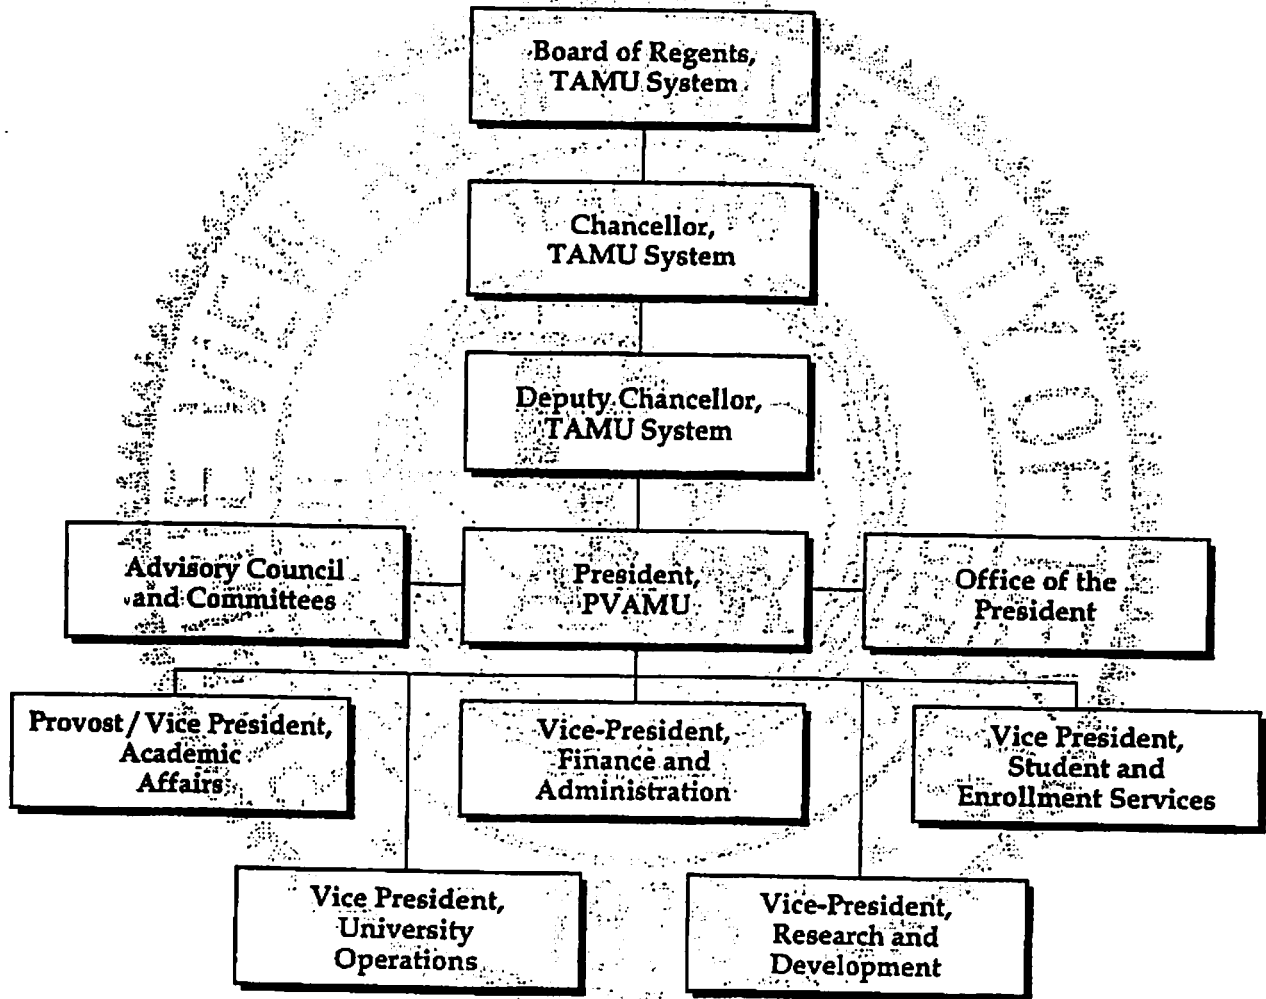 Board of Regents,
TAMU System
Chancellor,
TAMU System
Deputy Chancellor,
TAMU System
Advisory Council
and Committees
President,
PVAMU
Office of the
President
Provost/Vice President,
Academic
Affairs
Vice-President,
Finance and
Administration
Vice President,
Student and
Enrollment Services
Vice President,
University
Operations
Vice-President,
Research and
Development
VIEW
OF